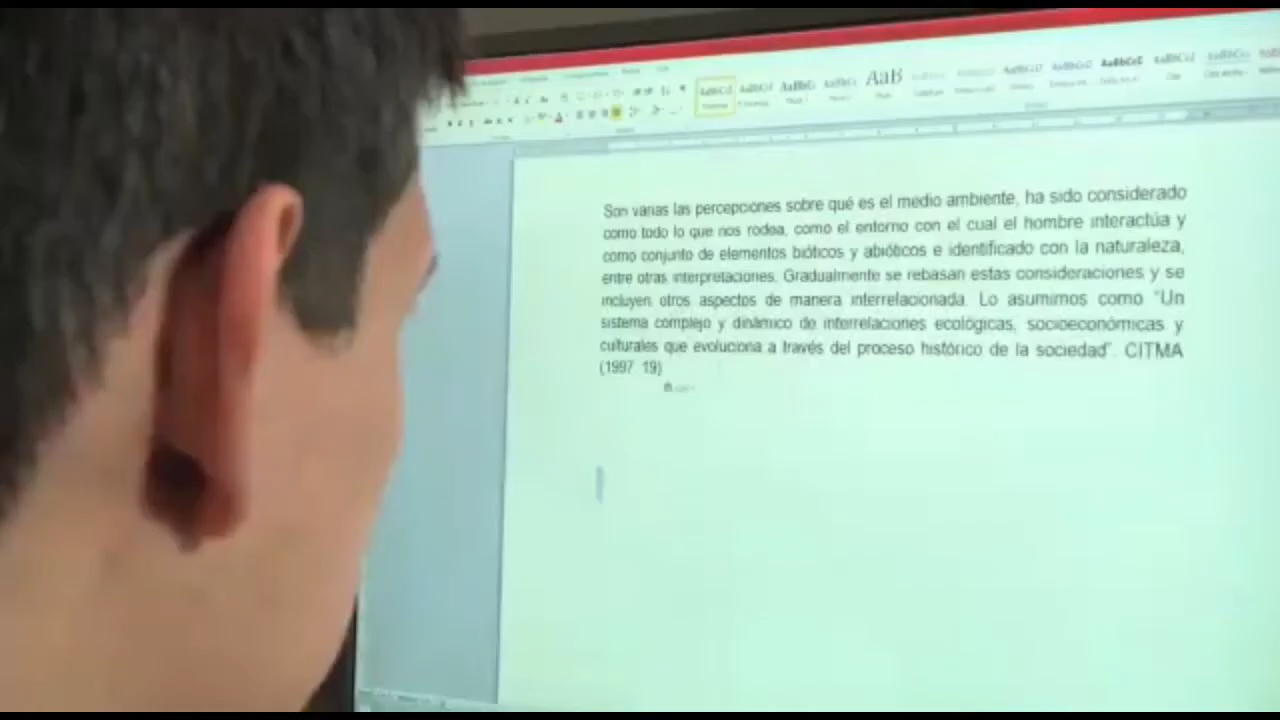 AaB
Son varias las percepciones sobre qué es el medio ambiente, ha sido considerado
como todo lo que nos rodea, como el entorno con el cual el hombre interactúa y
como conjunto de elementos bióticos y abióticos e identificado con la naturaleza,
entre otras interpretaciones. Gradualmente se rebasan estas consideraciones y se
incluyen otros aspectos de manera interrelacionada. Lo asumimos como “Un
sistema complejo y dinámico de interrelaciones ecológicas, socioeconómicas y
culturales que evoluciona a través del proceso histórico de la sociedad”. CITMA
(1997 19)